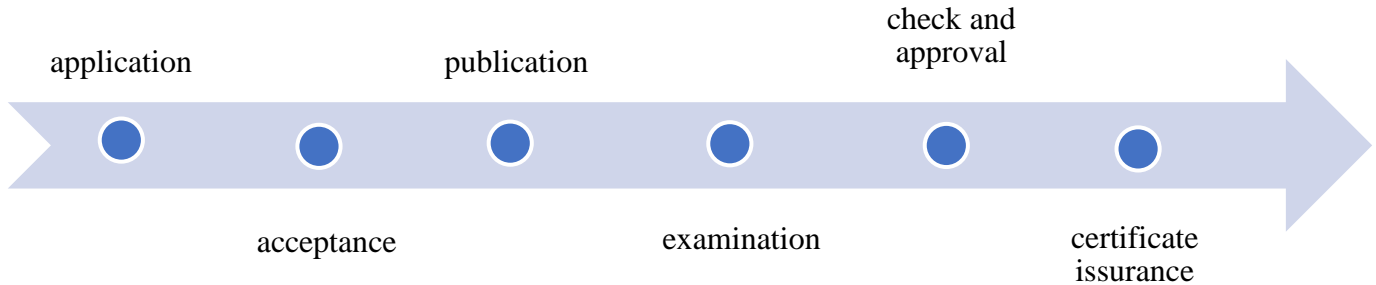 application
acceptance
publication
examination
check and
approval
certificate
issurance